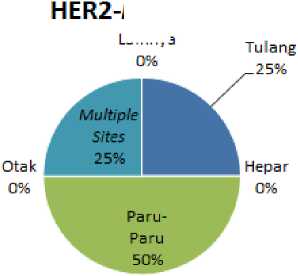 HER2-
0%
Tulang
25%
Multiple
Sites
25%
Otak
0%
Hepar
0%
Paru-
Paru
50%